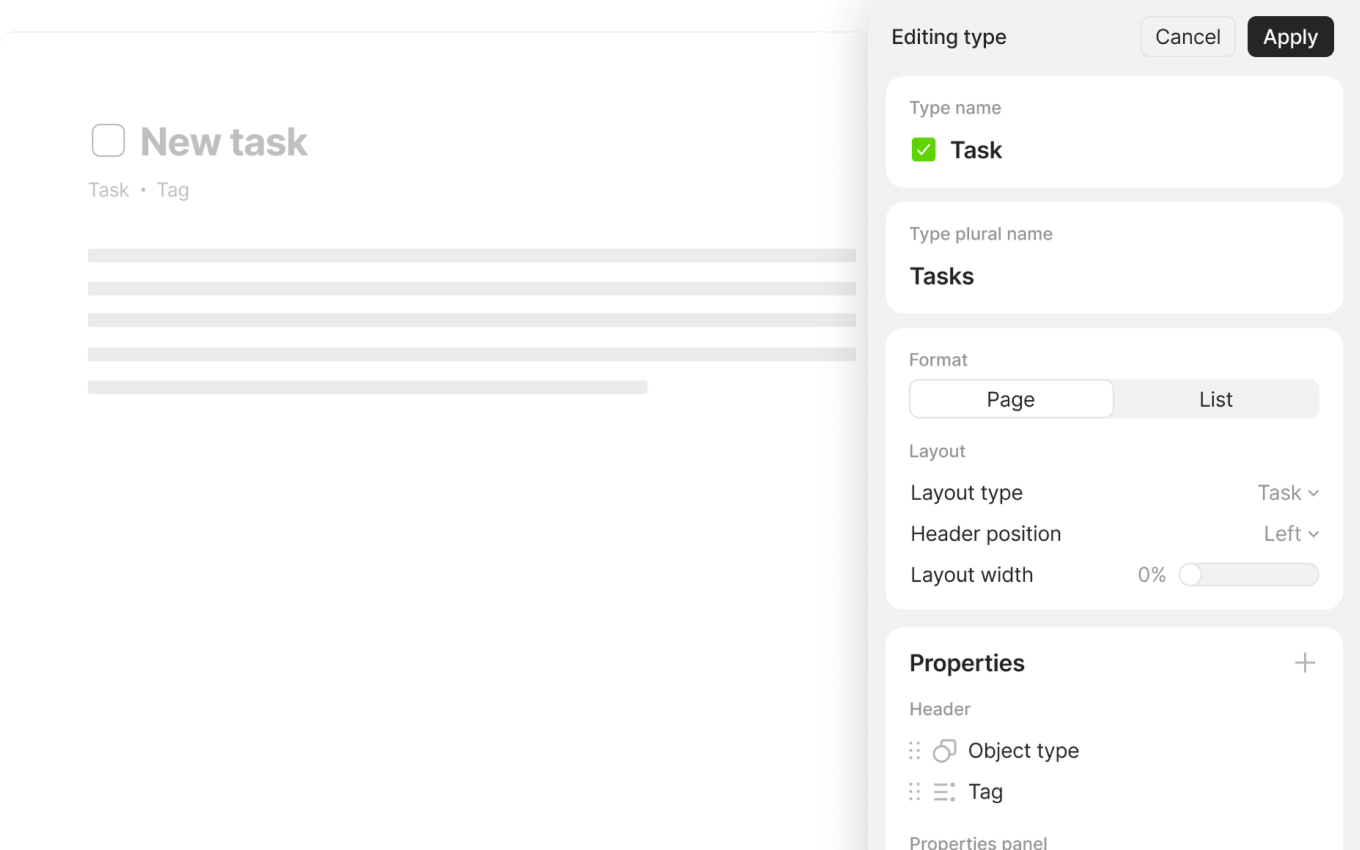 New task
Task • Tag
Editing type
Cancel
Apply
Type name
Task
Type plural name
Tasks
Format
Page
List
Layout
Layout type
Task
Header position
Left
Layout width
0%
Properties
Header
Object type
Tag
Properties panel